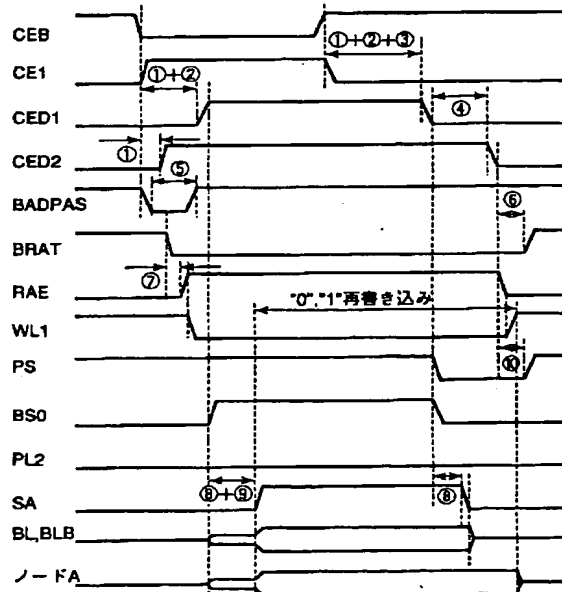 CEB
①+②+③
CE1
①+②
CED1
④
①
CED2
⑤
BADPAS
⑥
BRAT
⑦
RAE
"0","1"再書き込み
WL1
PS
⑩
BS0
PL2
⑧+⑨
⑧
SA
BL,BLB
ノードA